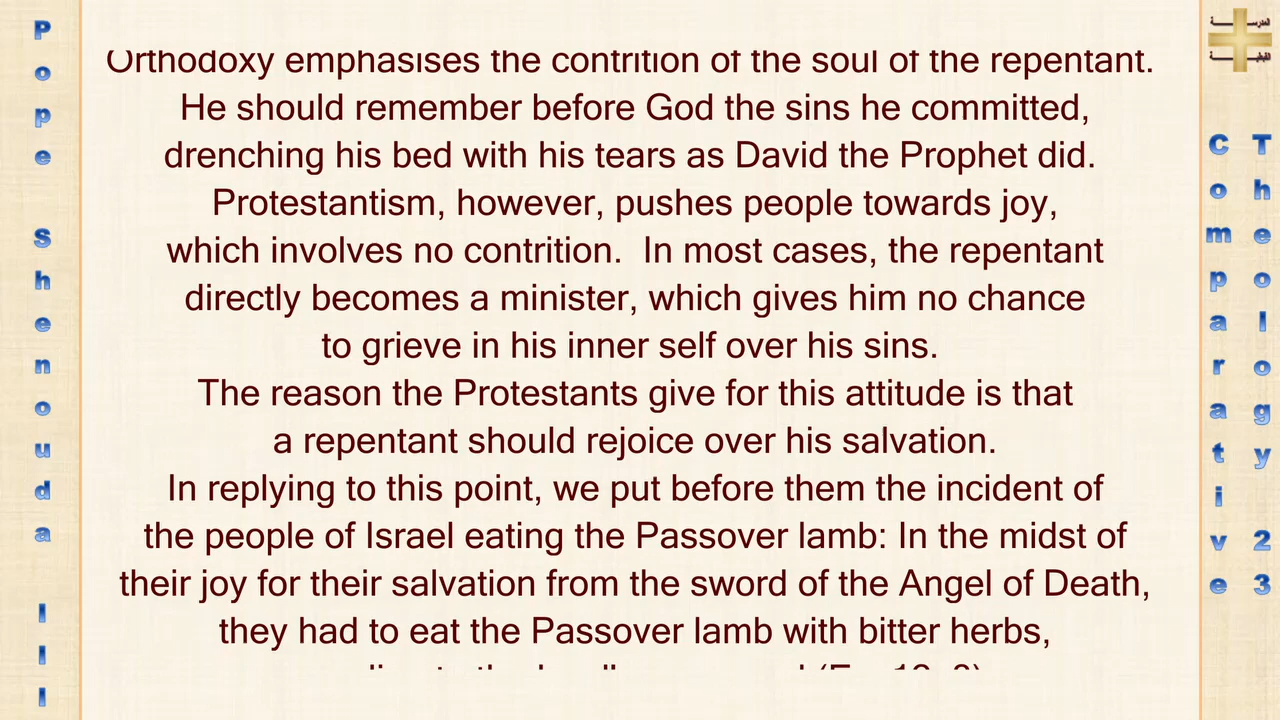 Pope Shenouda III
Orthodoxy emphasises the contrition of the soul of the repentant.
He should remember before God the sins he committed,
drenching his bed with his tears as David the Prophet did.
Protestantism, however, pushes people towards joy,
which involves no contrition.  In most cases, the repentant
directly becomes a minister, which gives him no chance
to grieve in his inner self over his sins.
The reason the Protestants give for this attitude is that
a repentant should rejoice over his salvation.
In replying to this point, we put before them the incident of
the people of Israel eating the Passover lamb: In the midst of
their joy for their salvation from the sword of the Angel of Death,
they had to eat the Passover lamb with bitter herbs,
Comparative
Theology 23